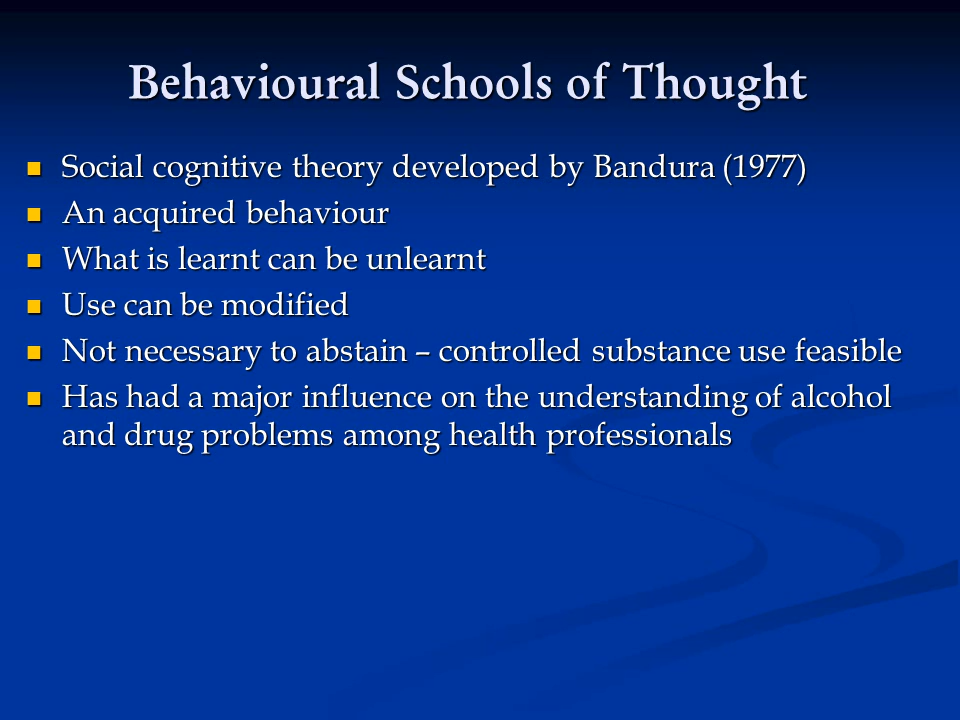 Behavioural Schools of Thought
Social cognitive theory developed by Bandura (1977)
An acquired behaviour
What is learnt can be unlearnt
Use can be modified
Not necessary to abstain – controlled substance use feasible
Has had a major influence on the understanding of alcohol
and drug problems among health professionals